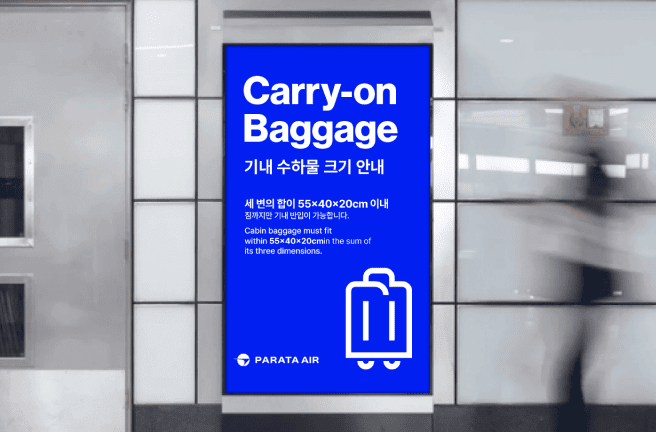 Carry-on
Baggage
기내 수하물 크기 안내
세 변의 합이 55×40×20cm 이내
짐까지만 기내 반입이 가능합니다.
Cabin baggage must fit
within 55×40×20cmin the sum of
its three dimensions.
PARATA AIR